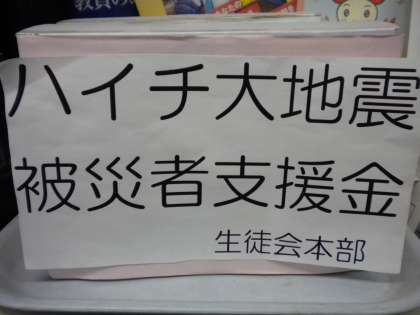 ハイチ大地震
被災者支援金
生徒会本部